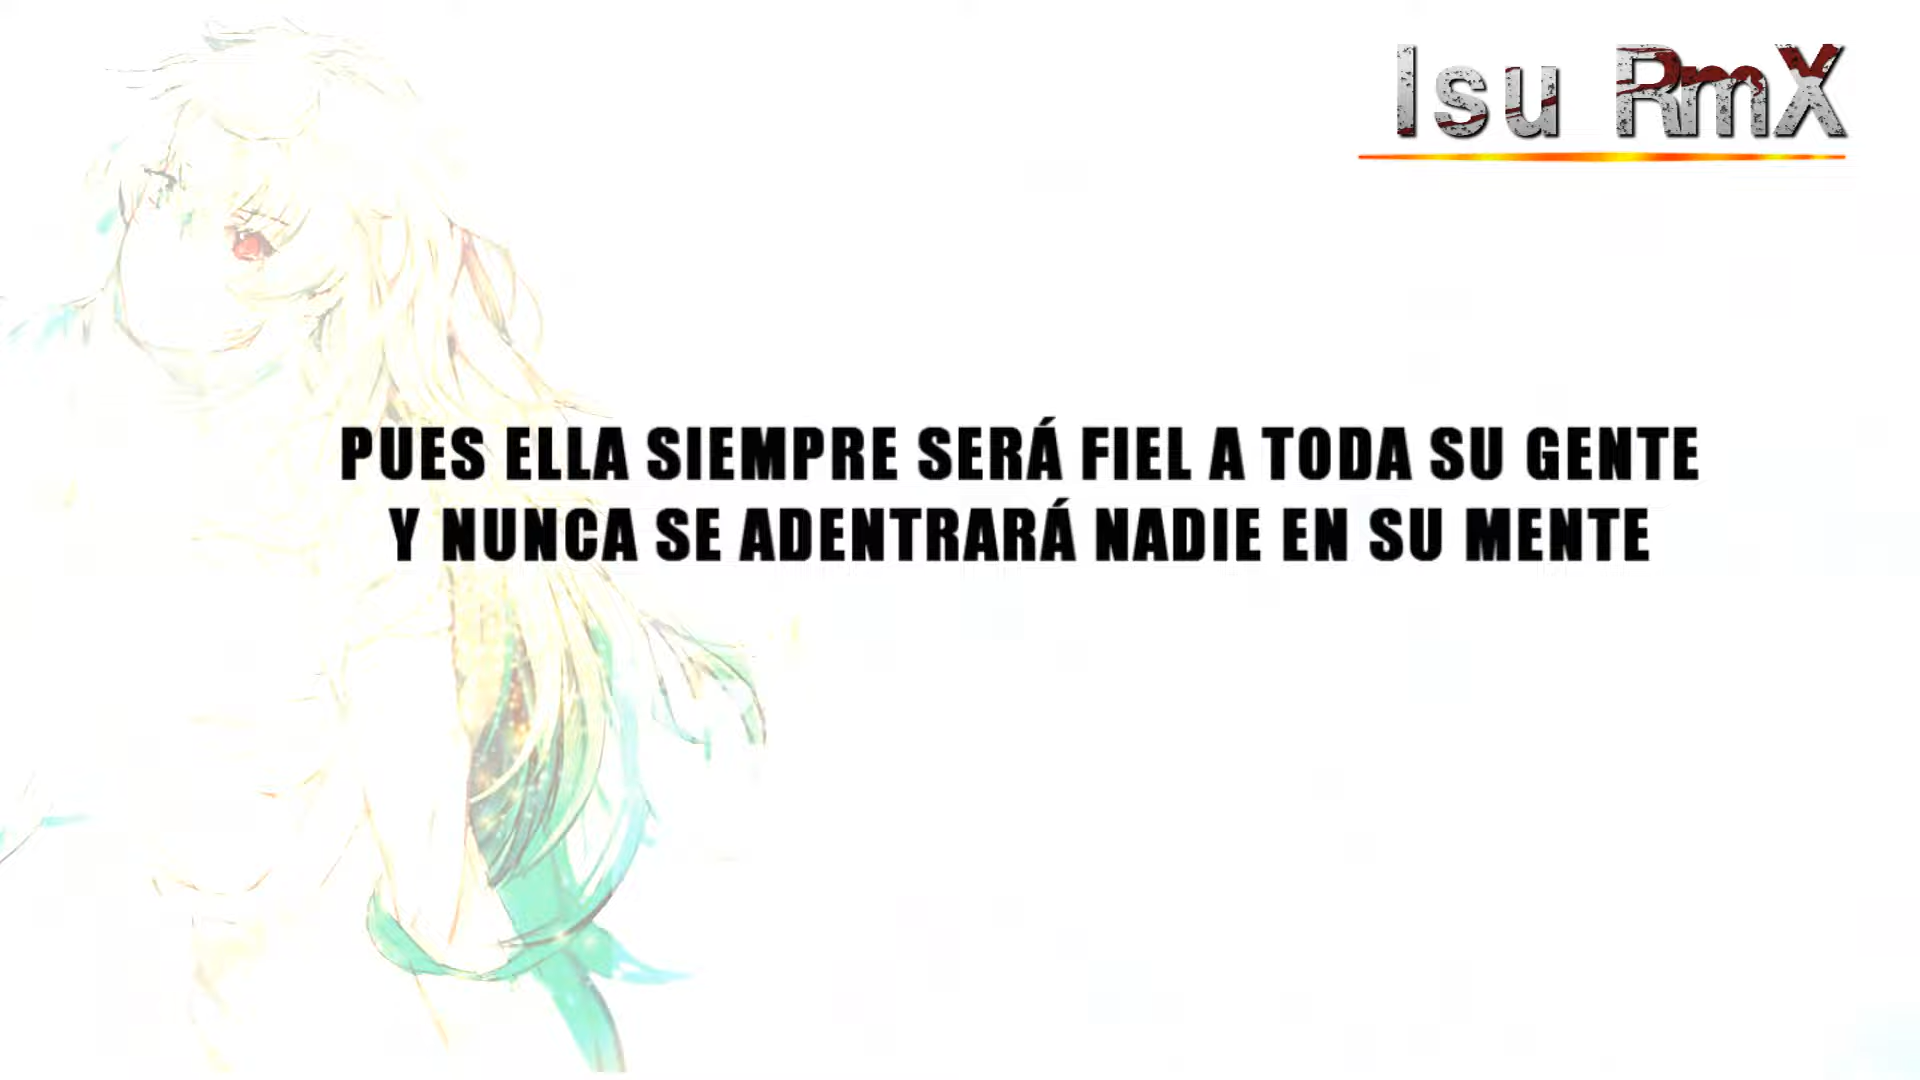 Isu RmX
PUES ELLA SIEMPRE SERÁ FIEL A TODA SU GENTE
Y NUNCA SE ADENTRARÁ NADIE EN SU MENTE